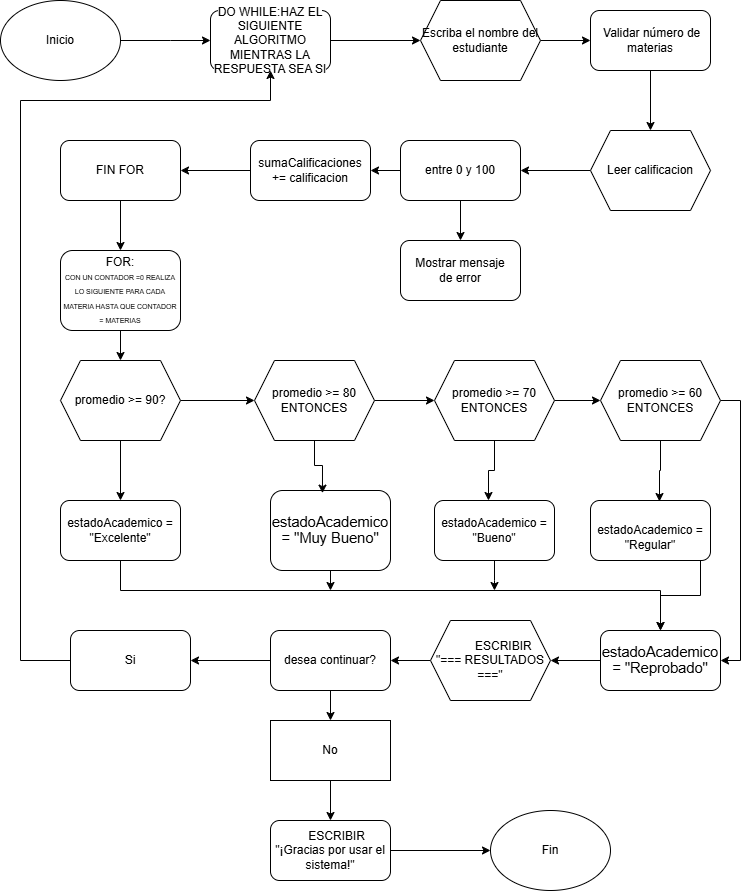 Inicio
DO WHILE:HAZ EL
SIGUIENTE
ALGORITMO
MIENTRAS LA
RESPUESTA SEA SI
Escriba el nombre del
estudiante
Validar número de
materias
FIN FOR
sumaCalificaciones
+= calificacion
entre 0 y 100
Leer calificacion
Mostrar mensaje
de error
FOR:
CON UN CONTADOR =0 REALIZA
LO SIGUIENTE PARA CADA
MATERIA HASTA QUE CONTADOR
= MATERIAS
promedio >= 90?
promedio >= 80
ENTONCES
promedio >= 70
ENTONCES
promedio >= 60
ENTONCES
estadoAcademico =
"Excelente"
estadoAcademico
= "Muy Bueno"
estadoAcademico =
"Bueno"
estadoAcademico =
"Regular"
Si
desea continuar?
ESCRIBIR
"=== RESULTADOS
==="
estadoAcademico
= "Reprobado"
No
ESCRIBIR
"¡Gracias por usar el
sistema!"
Fin